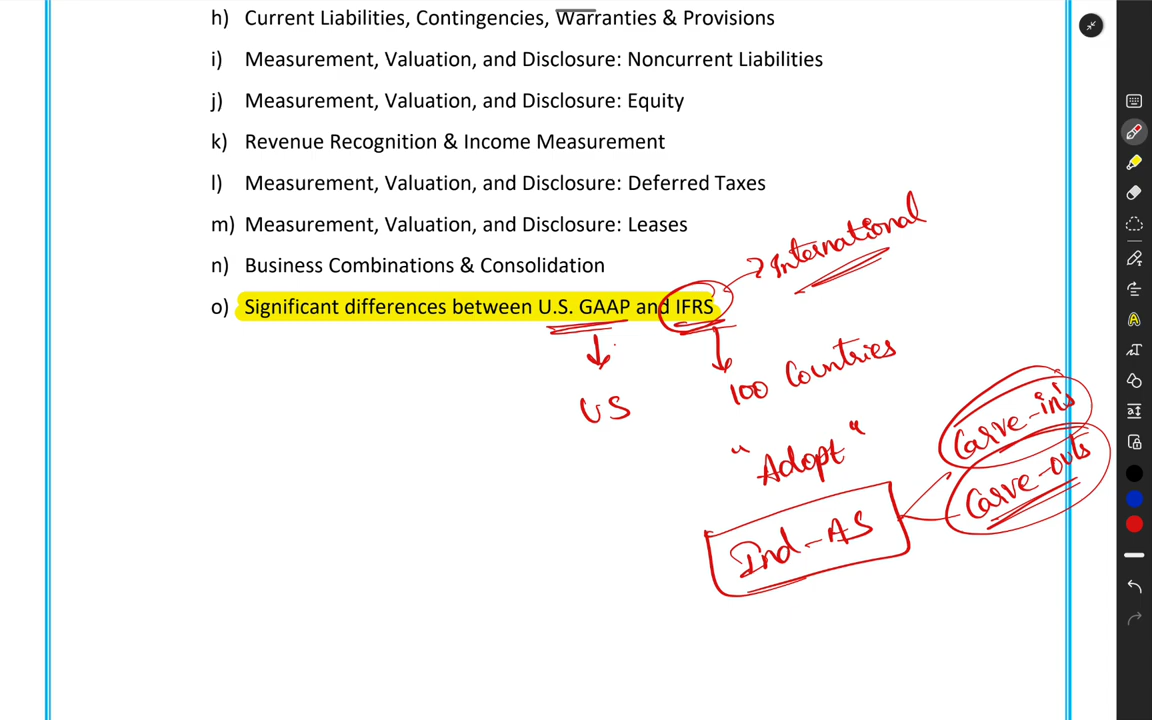 h) Current Liabilities, Contingencies, Warranties & Provisions
i) Measurement, Valuation, and Disclosure: Noncurrent Liabilities
j) Measurement, Valuation, and Disclosure: Equity
k) Revenue Recognition & Income Measurement
l) Measurement, Valuation, and Disclosure: Deferred Taxes
m) Measurement, Valuation, and Disclosure: Leases
International
n) Business Combinations & Consolidation
o) Significant differences between U.S. GAAP and IFRS
US
100 Countries
"Adopt"
Carve-in's
Carve-outs
Ind-AS